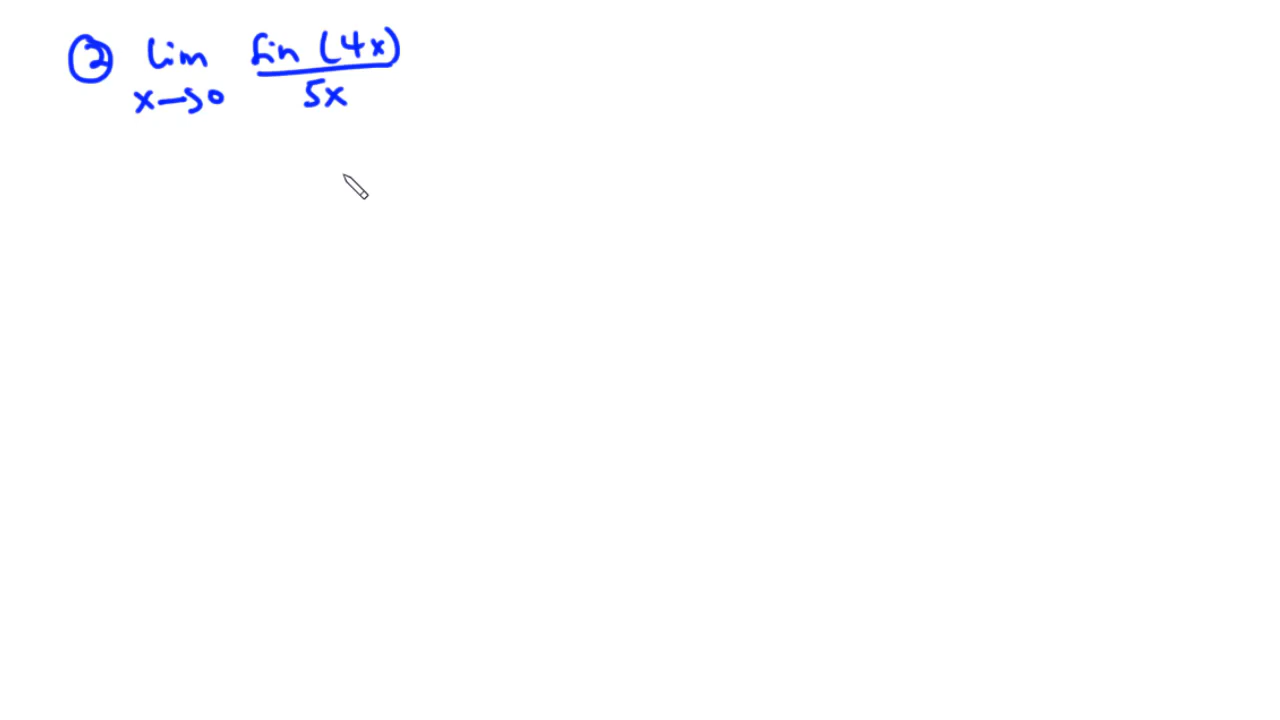 ② lim sin (4x)
x→0 5x